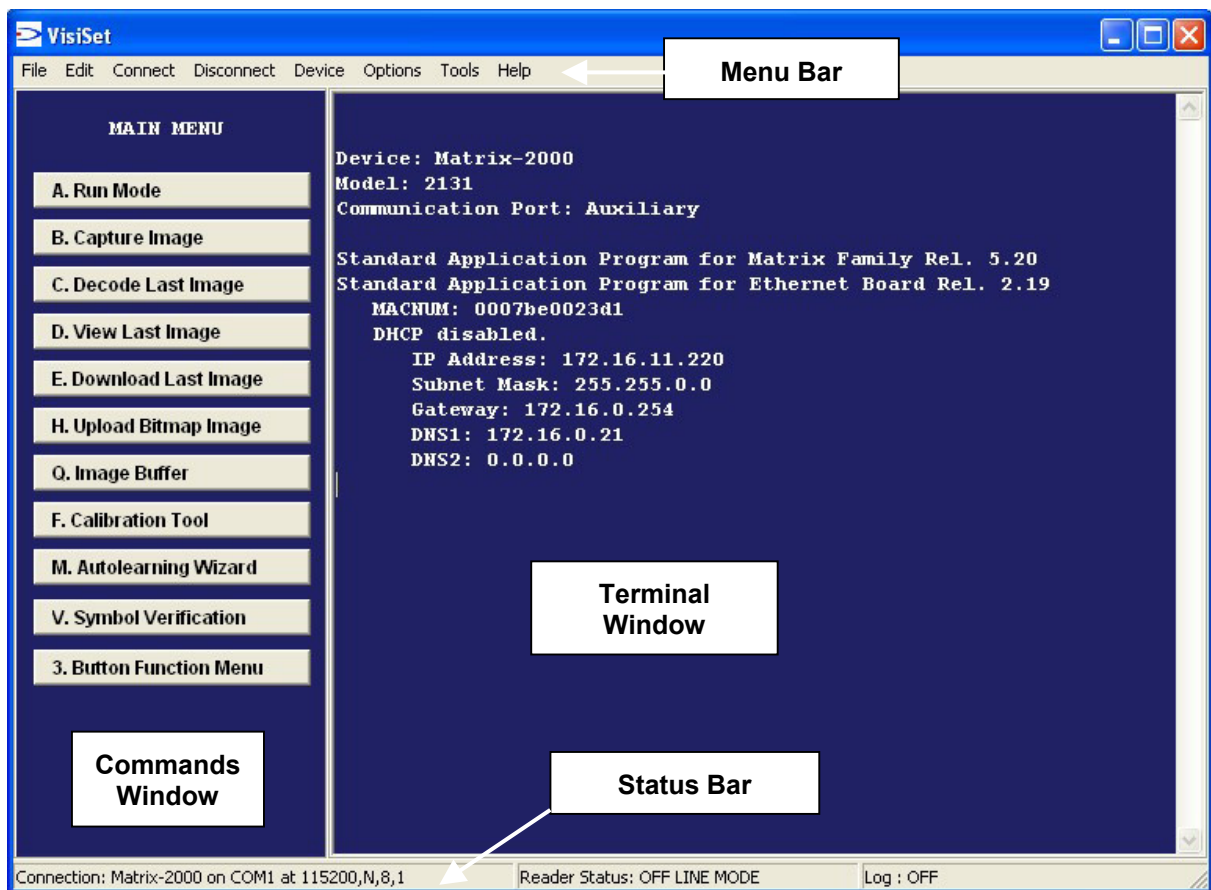 VisiSet
File Edit Connect Disconnect Device Options Tools Help
Menu Bar
MAIN MENU
A. Run Mode
B. Capture Image
C. Decode Last Image
D. View Last Image
E. Download Last Image
H. Upload Bitmap Image
Q. Image Buffer
F. Calibration Tool
M. Autolearning Wizard
V. Symbol Verification
3. Button Function Menu
Commands
Window
Device: Matrix-2000
Model: 2131
Communication Port: Auxiliary
Standard Application Program for Matrix Family Rel. 5.20
Standard Application Program for Ethernet Board Rel. 2.19
MACNUM: 0007be0023d1
DHCP disabled.
IP Address: 172.16.11.220
Subnet Mask: 255.255.0.0
Gateway: 172.16.0.254
DNS1: 172.16.0.21
DNS2: 0.0.0.0
Terminal
Window
Status Bar
Connection: Matrix-2000 on COM1 at 115200,N,8,1 Reader Status: OFF LINE MODE Log : OFF